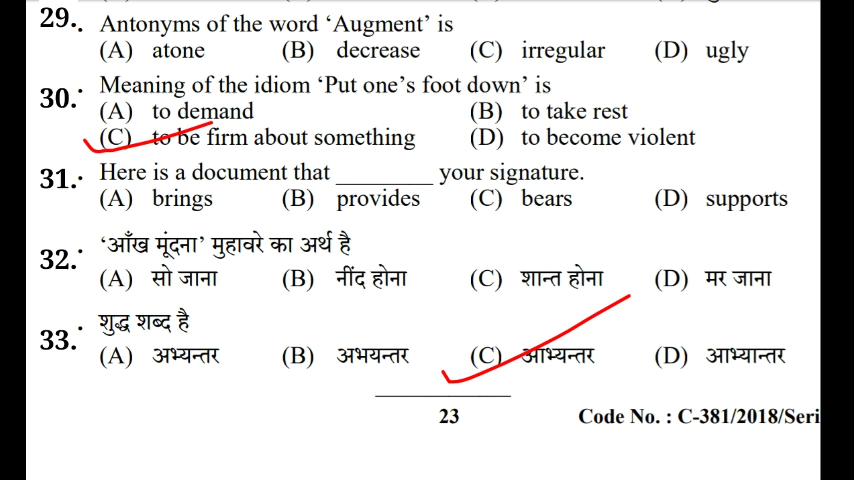 29. Antonyms of the word ‘Augment’ is
(A) atone (B) decrease (C) irregular (D) ugly
30. Meaning of the idiom ‘Put one’s foot down’ is
(A) to demand (B) to take rest
(C) to be firm about something (D) to become violent
31. Here is a document that ________ your signature.
(A) brings (B) provides (C) bears (D) supports
32. ‘आँख मूंदना’ मुहावरे का अर्थ है
(A) सो जाना (B) नींद होना (C) शान्त होना (D) मर जाना
33. शुद्ध शब्द है
(A) अभ्यन्तर (B) अभयन्तर (C) आभ्यन्तर (D) आभ्यान्तर
23 Code No. : C-381/2018/Seri